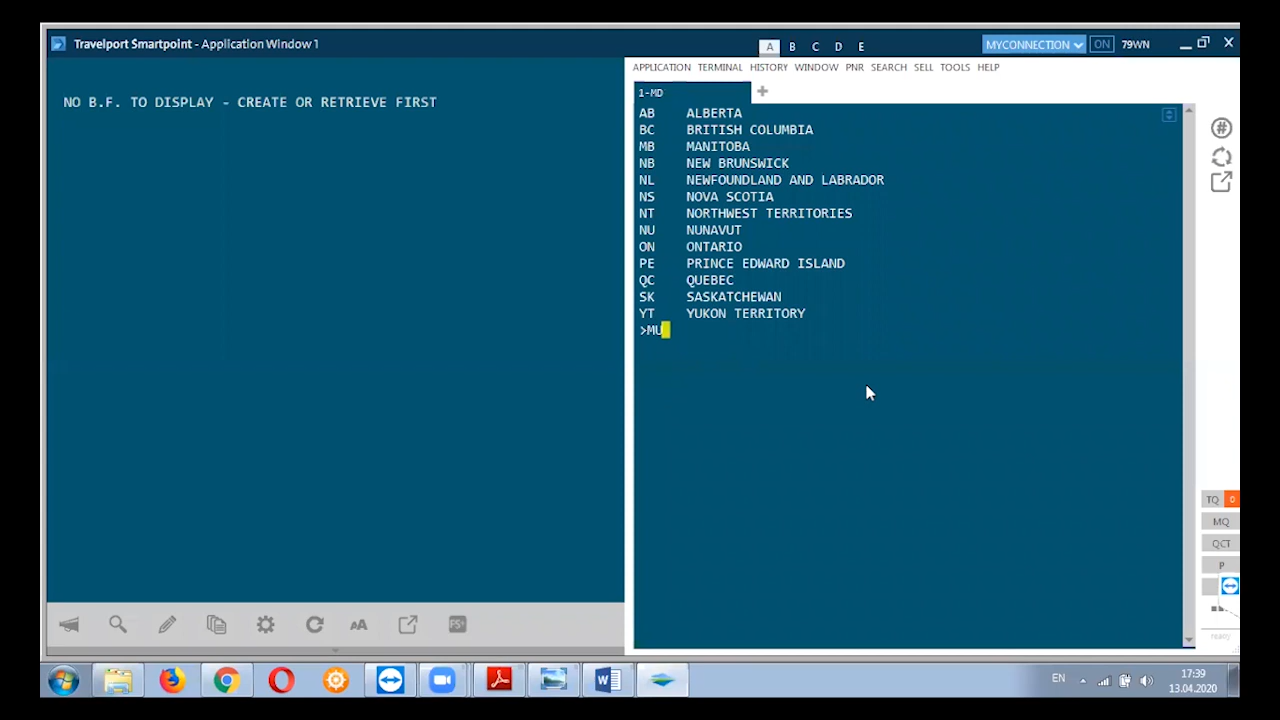 Travelport Smartpoint - Application Window 1
A B C D E
MYCONNECTION ON 79WN
APPLICATION TERMINAL HISTORY WINDOW PNR SEARCH SELL TOOLS HELP
1-MD
NO B.F. TO DISPLAY - CREATE OR RETRIEVE FIRST
AB ALBERTA
BC BRITISH COLUMBIA
MB MANITOBA
NB NEW BRUNSWICK
NL NEWFOUNDLAND AND LABRADOR
NS NOVA SCOTIA
NT NORTHWEST TERRITORIES
NU NUNAVUT
ON ONTARIO
PE PRINCE EDWARD ISLAND
QC QUEBEC
SK SASKATCHEWAN
YT YUKON TERRITORY
>MU
TQ 0
MQ
QCT
P
ready
AA
PS+
EN
17:39
13.04.2020